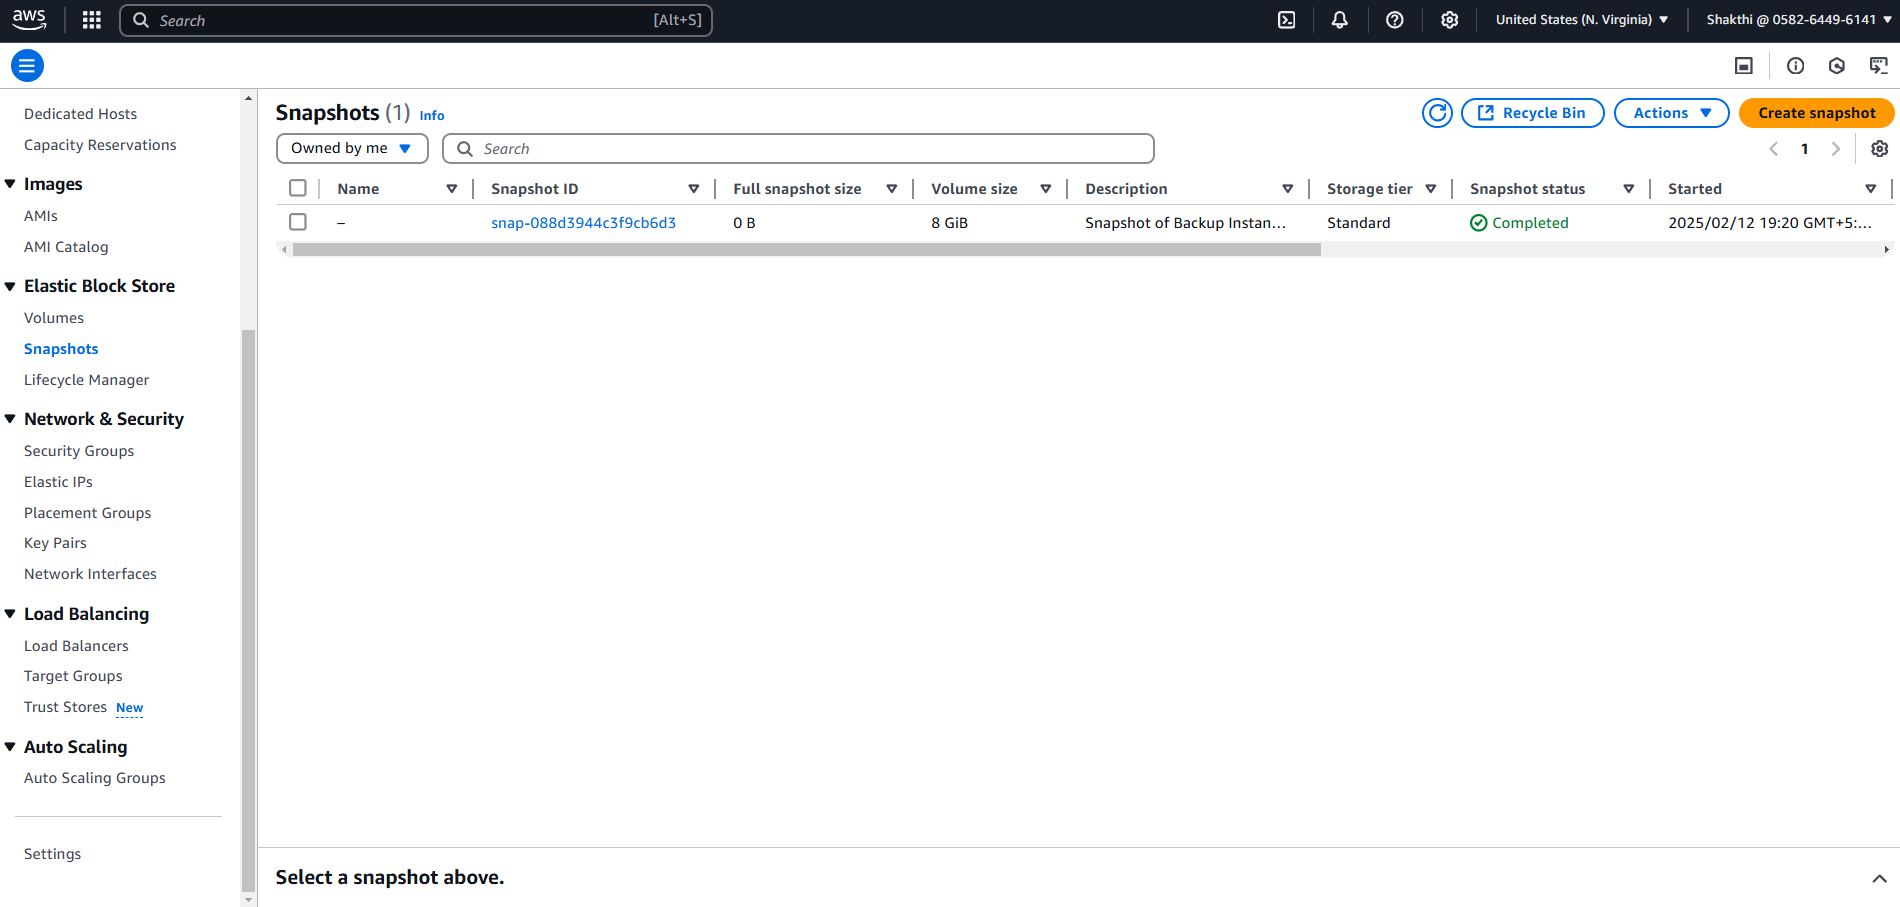 aws
Search [Alt+S]
United States (N. Virginia)
Shakthi @ 0582-6449-6141
Dedicated Hosts
Capacity Reservations
Images
AMIs
AMI Catalog
Elastic Block Store
Volumes
Snapshots
Lifecycle Manager
Network & Security
Security Groups
Elastic IPs
Placement Groups
Key Pairs
Network Interfaces
Load Balancing
Load Balancers
Target Groups
Trust Stores New
Auto Scaling
Auto Scaling Groups
Settings
Snapshots (1) Info
Recycle Bin
Actions
Create snapshot
Owned by me
Search
1
Name Snapshot ID Full snapshot size Volume size Description Storage tier Snapshot status Started
– snap-088d3944c3f9cb6d3 0 B 8 GiB Snapshot of Backup Instan... Standard Completed 2025/02/12 19:20 GMT+5:...
Select a snapshot above.